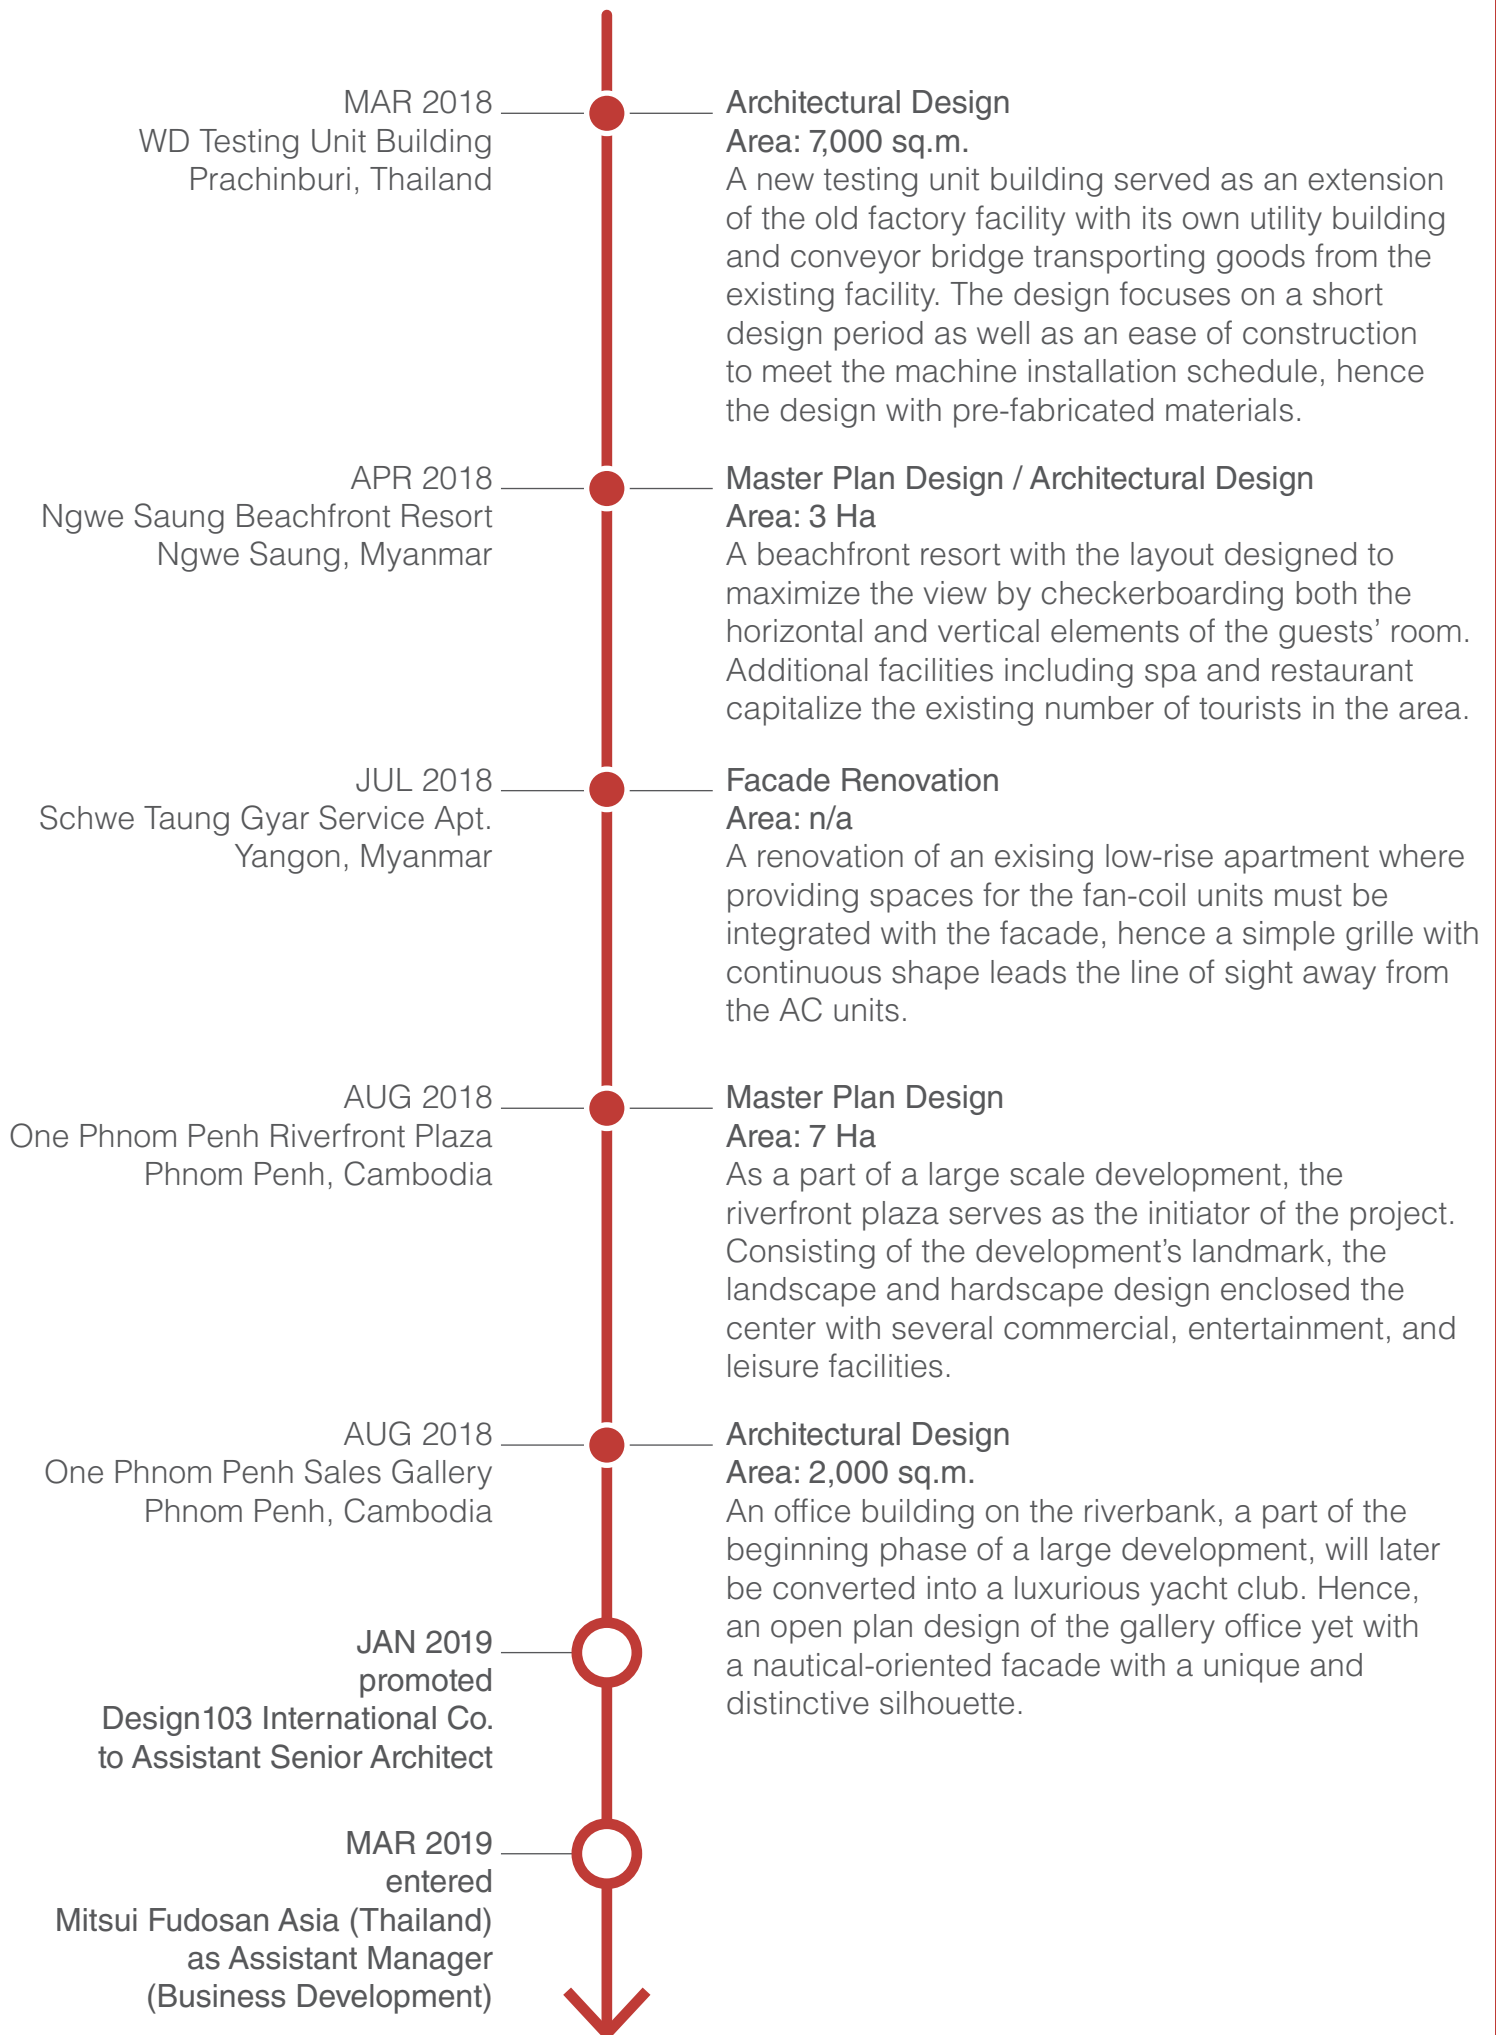 MAR 2018
WD Testing Unit Building
Prachinburi, Thailand
Architectural Design
Area: 7,000 sq.m.
A new testing unit building served as an extension
of the old factory facility with its own utility building
and conveyor bridge transporting goods from the
existing facility. The design focuses on a short
design period as well as an ease of construction
to meet the machine installation schedule, hence
the design with pre-fabricated materials.
APR 2018
Ngwe Saung Beachfront Resort
Ngwe Saung, Myanmar
Master Plan Design / Architectural Design
Area: 3 Ha
A beachfront resort with the layout designed to
maximize the view by checkerboarding both the
horizontal and vertical elements of the guests’ room.
Additional facilities including spa and restaurant
capitalize the existing number of tourists in the area.
JUL 2018
Schwe Taung Gyar Service Apt.
Yangon, Myanmar
Facade Renovation
Area: n/a
A renovation of an exising low-rise apartment where
providing spaces for the fan-coil units must be
integrated with the facade, hence a simple grille with
continuous shape leads the line of sight away from
the AC units.
AUG 2018
One Phnom Penh Riverfront Plaza
Phnom Penh, Cambodia
Master Plan Design
Area: 7 Ha
As a part of a large scale development, the
riverfront plaza serves as the initiator of the project.
Consisting of the development’s landmark, the
landscape and hardscape design enclosed the
center with several commercial, entertainment, and
leisure facilities.
AUG 2018
One Phnom Penh Sales Gallery
Phnom Penh, Cambodia
Architectural Design
Area: 2,000 sq.m.
An office building on the riverbank, a part of the
beginning phase of a large development, will later
be converted into a luxurious yacht club. Hence,
an open plan design of the gallery office yet with
a nautical-oriented facade with a unique and
distinctive silhouette.
JAN 2019
promoted
Design103 International Co.
to Assistant Senior Architect
MAR 2019
entered
Mitsui Fudosan Asia (Thailand)
as Assistant Manager
(Business Development)